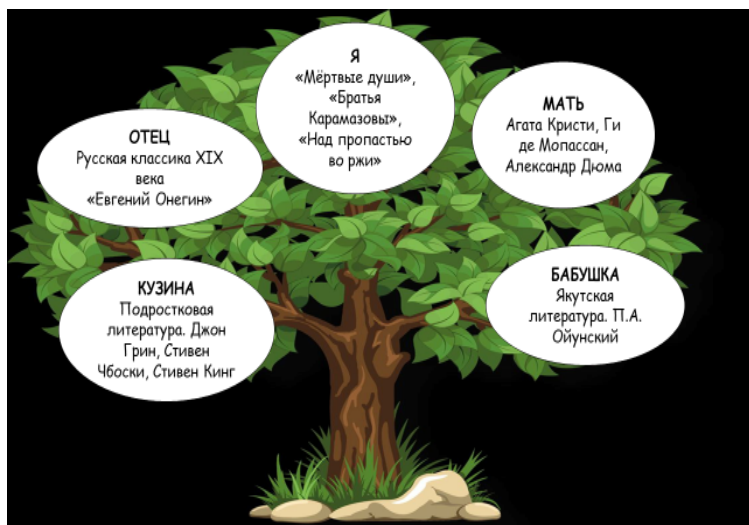 Я
«Мёртвые души»,
«Братья
Карамазовы»,
«Над пропастью
во ржи»
ОТЕЦ
Русская классика XIX
века
«Евгений Онегин»
МАТЬ
Агата Кристи, Ги
де Мопассан,
Александр Дюма
КУЗИНА
Подростковая
литература. Джон
Грин, Стивен
Чбоски, Стивен Кинг
БАБУШКА
Якутская
литература. П.А.
Ойунский